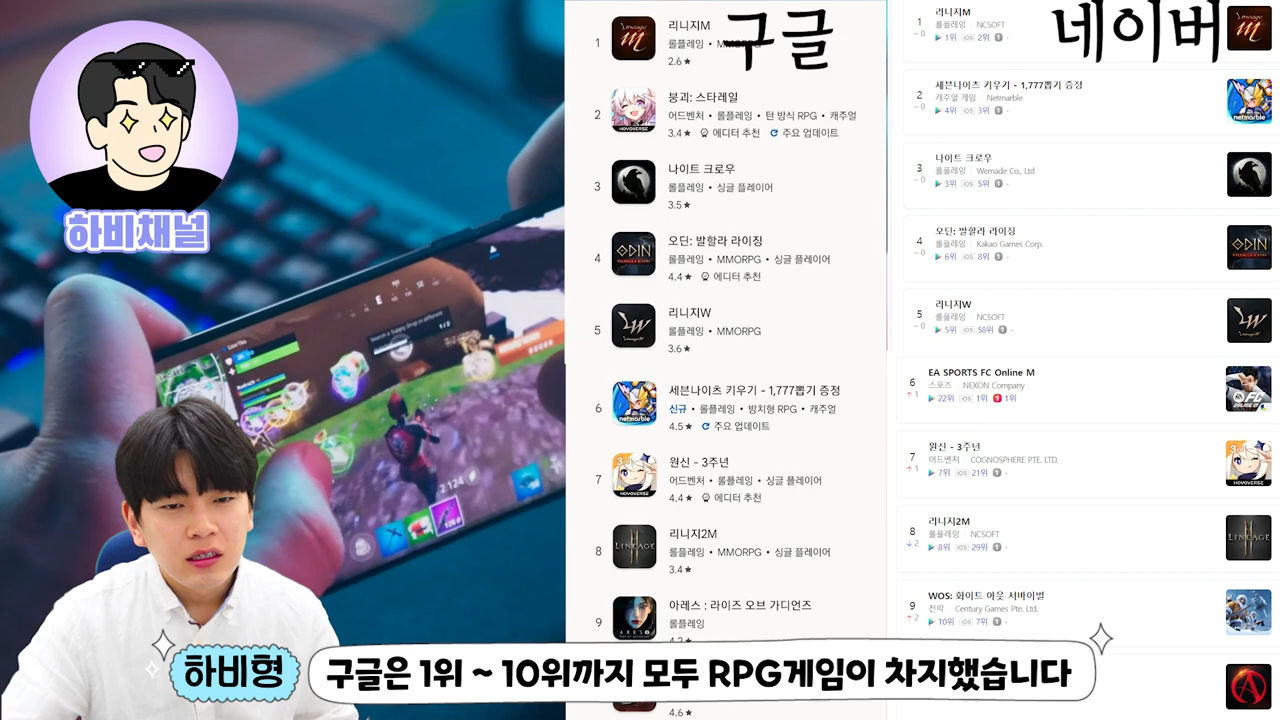 하비채널
구글
1
리니지M
롤플레잉 • MMORPG
2.6★
2
붕괴: 스타레일
어드벤처 • 롤플레잉 • 턴 방식 RPG • 캐주얼
3.4★ 에디터 추천 주요 업데이트
3
나이트 크로우
롤플레잉 • 싱글 플레이어
3.5★
4
오딘: 발할라 라이징
롤플레잉 • MMORPG • 싱글 플레이어
4.4★ 에디터 추천
5
리니지W
롤플레잉 • MMORPG
3.6★
6
세븐나이츠 키우기 - 1,777뽑기 증정
신규 • 롤플레잉 • 방치형 RPG • 캐주얼
4.5★ 주요 업데이트
7
원신 - 3주년
어드벤처 • 롤플레잉 • 싱글 플레이어
4.4★ 에디터 추천
8
리니지2M
롤플레잉 • MMORPG • 싱글 플레이어
3.4★
9
아레스 : 라이즈 오브 가디언즈
롤플레잉
4.2★
4.6★
네이버
1
리니지M
롤플레잉 NCSOFT
1위 iOS 2위 -
2
세븐나이츠 키우기 - 1,777뽑기 증정
캐주얼 게임 Netmarble
4위 iOS 3위 -
3
나이트 크로우
롤플레잉 Wemade Co., Ltd
3위 iOS 5위 -
4
오딘: 발할라 라이징
롤플레잉 Kakao Games Corp.
6위 iOS 8위 -
5
리니지W
롤플레잉 NCSOFT
5위 iOS 58위 -
6
EA SPORTS FC Online M
스포츠 NEXON Company
22위 iOS 1위 1위
7
원신 - 3주년
어드벤처 COGNOSPHERE PTE. LTD.
7위 iOS 21위 -
8
리니지2M
롤플레잉 NCSOFT
8위 iOS 29위 -
9
WOS: 화이트 아웃 서바이벌
전략 Century Games Pte. Ltd.
10위 iOS 7위 -
하비형
구글은 1위 ~ 10위까지 모두 RPG게임이 차지했습니다